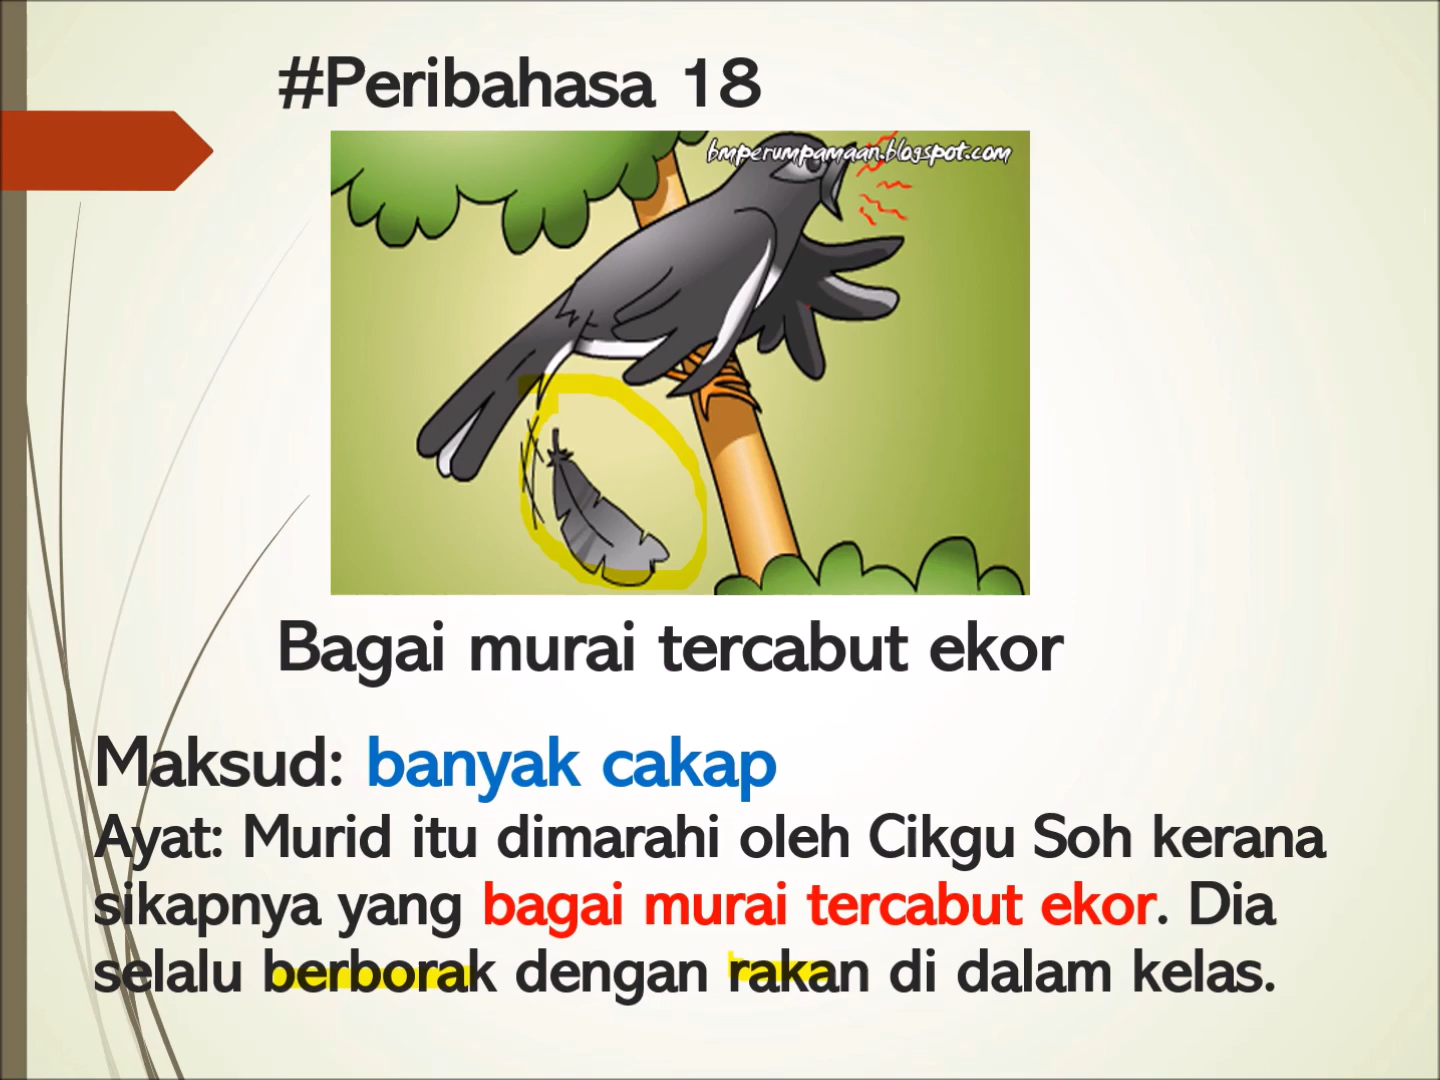 #Peribahasa 18
bmperumpamaan.blogspot.com
Bagai murai tercabut ekor
Maksud: banyak cakap
Ayat: Murid itu dimarahi oleh Cikgu Soh kerana
sikapnya yang bagai murai tercabut ekor. Dia
selalu berborak dengan rakan di dalam kelas.